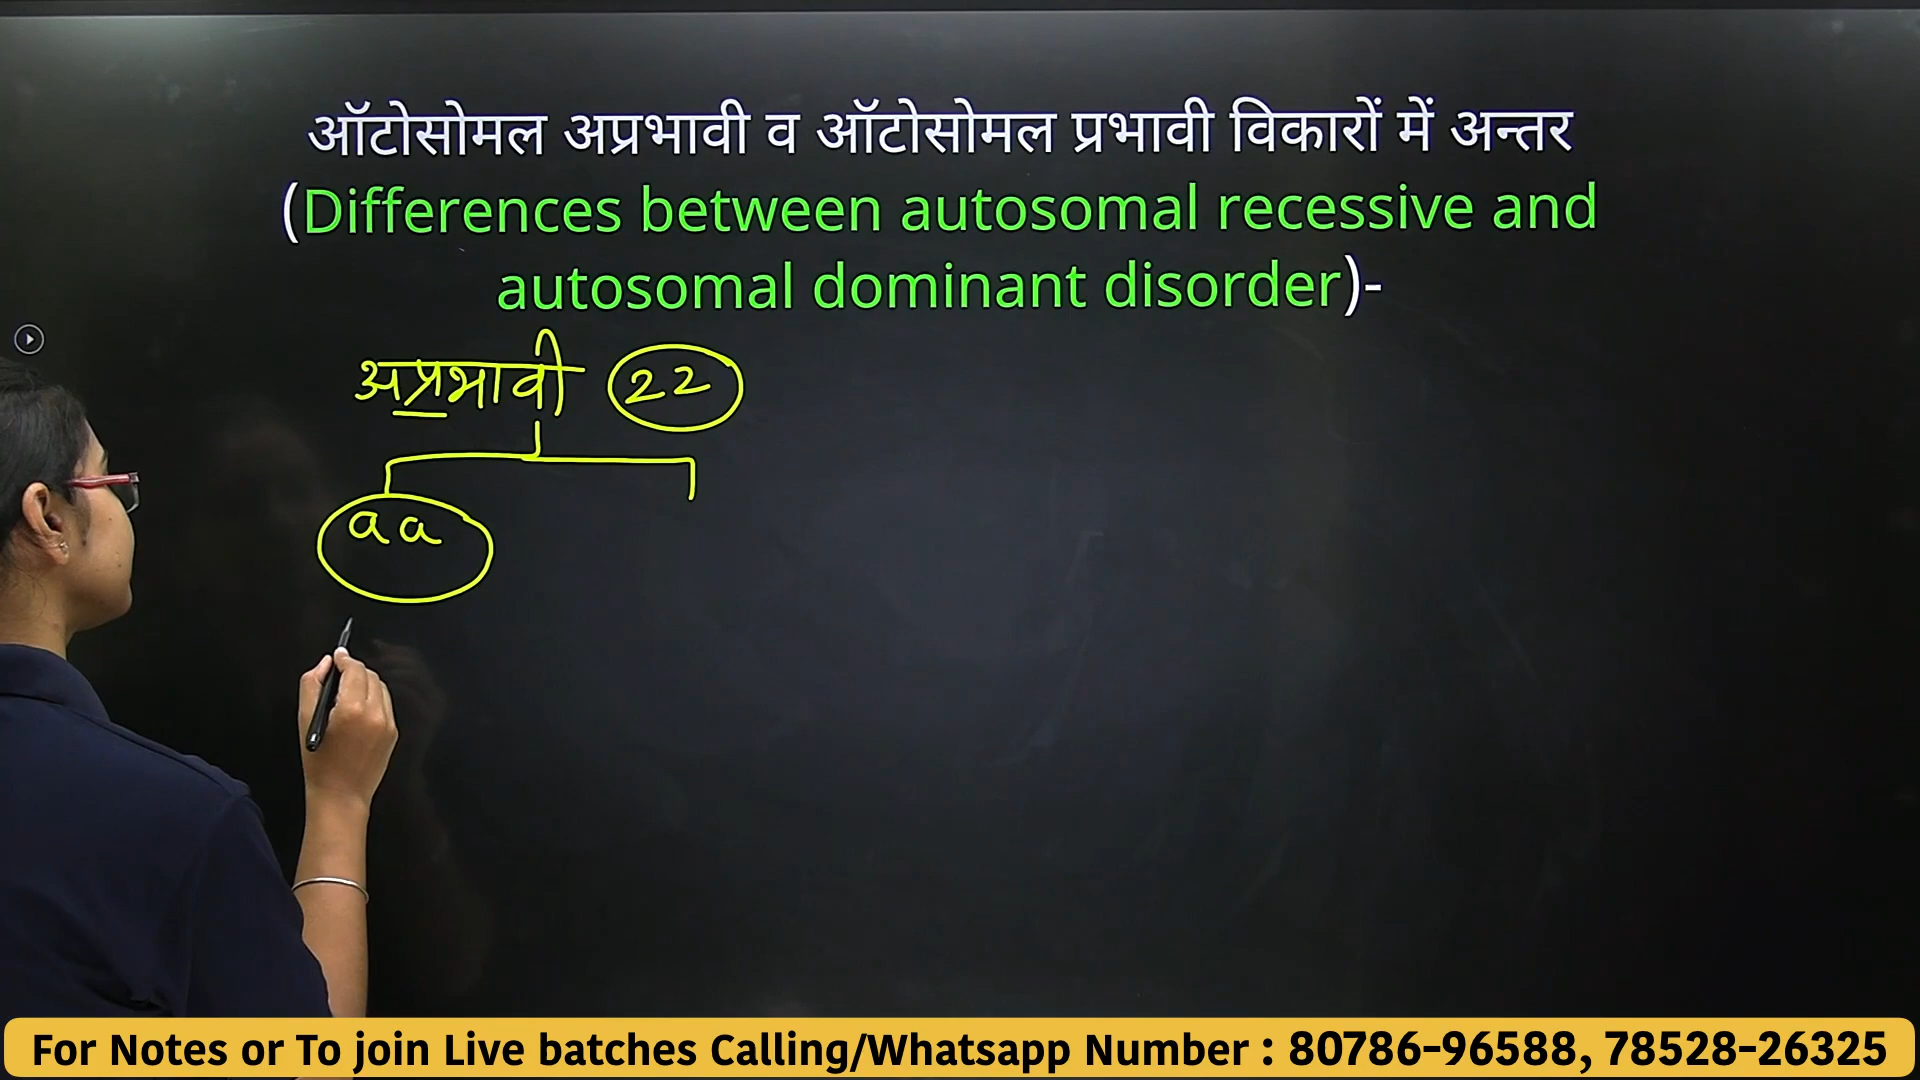 ऑटोसोमल अप्रभावी व ऑटोसोमल प्रभावी विकारों में अन्तर
(Differences between autosomal recessive and
autosomal dominant disorder)-
अप्रभावी 22
aa
For Notes or To join Live batches Calling/Whatsapp Number : 80786-96588, 78528-26325